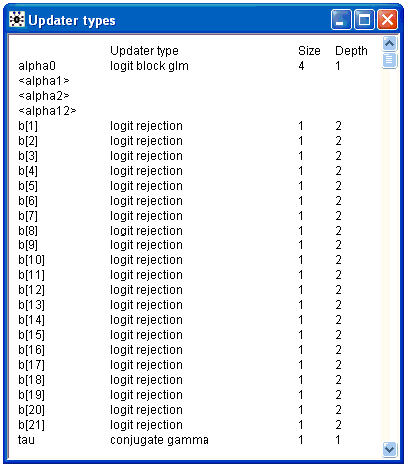 Updater types
Updater type Size Depth
alpha0 logit block glm 4 1
<alpha1>
<alpha2>
<alpha12>
b[1] logit rejection 1 2
b[2] logit rejection 1 2
b[3] logit rejection 1 2
b[4] logit rejection 1 2
b[5] logit rejection 1 2
b[6] logit rejection 1 2
b[7] logit rejection 1 2
b[8] logit rejection 1 2
b[9] logit rejection 1 2
b[10] logit rejection 1 2
b[11] logit rejection 1 2
b[12] logit rejection 1 2
b[13] logit rejection 1 2
b[14] logit rejection 1 2
b[15] logit rejection 1 2
b[16] logit rejection 1 2
b[17] logit rejection 1 2
b[18] logit rejection 1 2
b[19] logit rejection 1 2
b[20] logit rejection 1 2
b[21] logit rejection 1 2
tau conjugate gamma 1 1